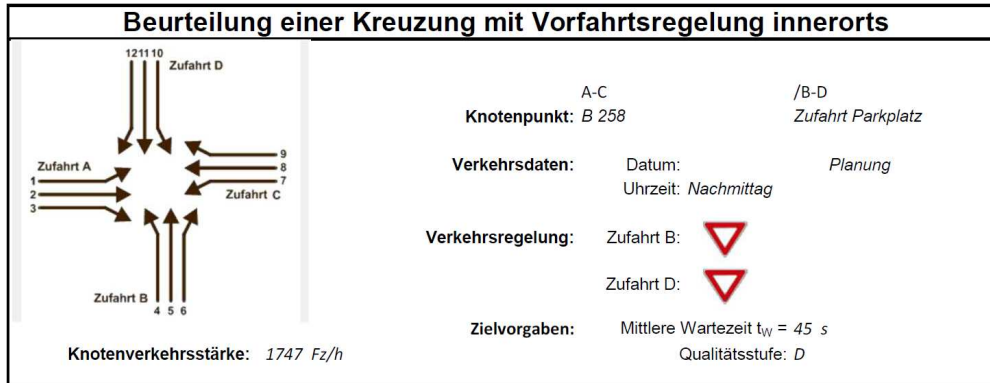 Beurteilung einer Kreuzung mit Vorfahrtsregelung innerorts
12 11 10
Zufahrt D
Zufahrt A
1
2
3
9
8
7
Zufahrt C
Zufahrt B
4 5 6
Knotenverkehrsstärke: 1747 Fz/h
A-C /B-D
Knotenpunkt: B 258 Zufahrt Parkplatz
Verkehrsdaten: Datum: Planung
Uhrzeit: Nachmittag
Verkehrsregelung: Zufahrt B:
Zufahrt D:
Zielvorgaben: Mittlere Wartezeit tW = 45 s
Qualitätsstufe: D